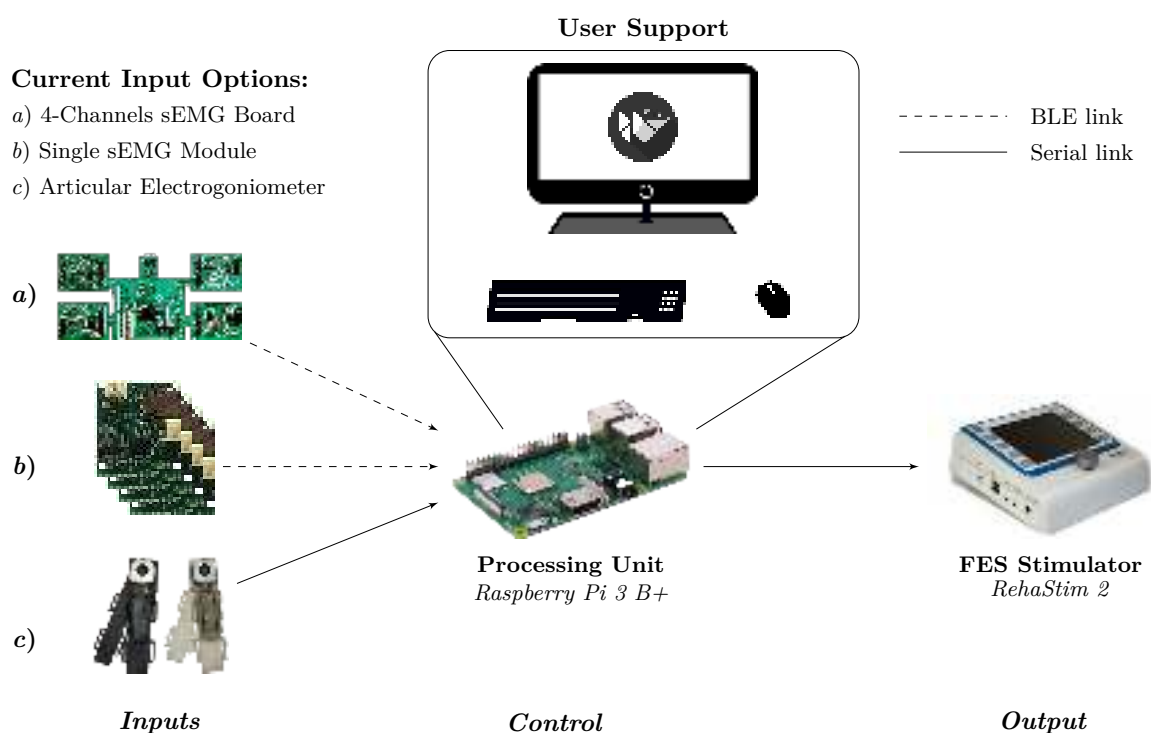 User Support
Current Input Options:
a) 4-Channels sEMG Board
b) Single sEMG Module
c) Articular Electrogoniometer
BLE link
Serial link
a)
b)
c)
Processing Unit
Raspberry Pi 3 B+
FES Stimulator
RehaStim 2
Inputs
Control
Output